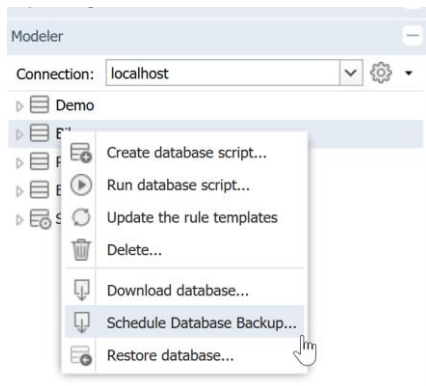 Modeler
Connection: localhost
Demo
Create database script...
Run database script...
Update the rule templates
Delete...
Download database...
Schedule Database Backup...
Restore database...